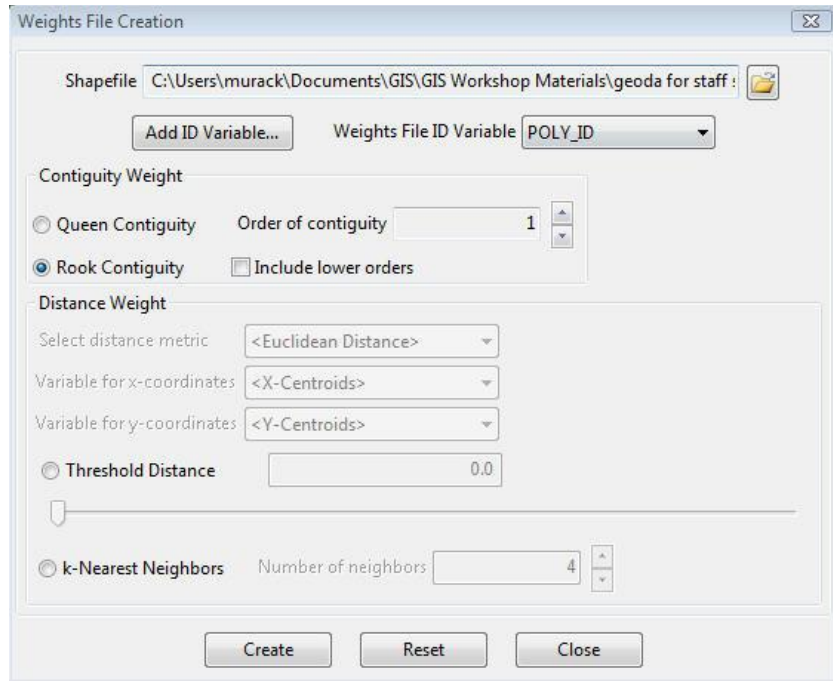 Weights File Creation
Shapefile C:\Users\murack\Documents\GIS\GIS Workshop Materials\geoda for staff
Add ID Variable... Weights File ID Variable POLY_ID
Contiguity Weight
Queen Contiguity Order of contiguity 1
Rook Contiguity Include lower orders
Distance Weight
Select distance metric <Euclidean Distance>
Variable for x-coordinates <X-Centroids>
Variable for y-coordinates <Y-Centroids>
Threshold Distance 0.0
k-Nearest Neighbors Number of neighbors 4
Create Reset Close